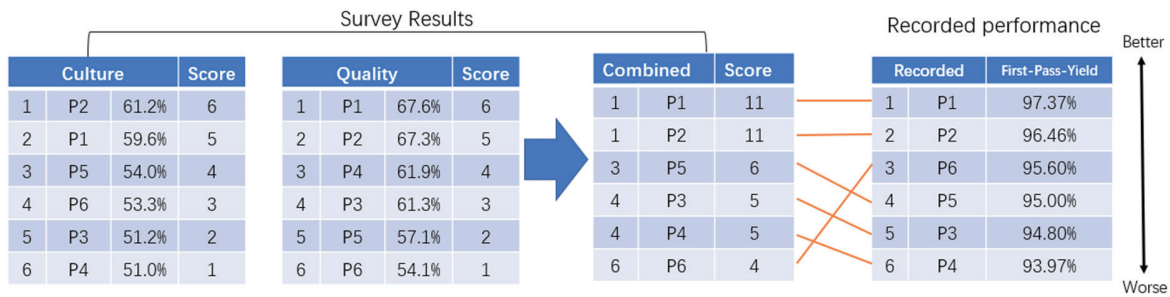 Survey Results
Recorded performance
Better
Culture Score
1 P2 61.2% 6
2 P1 59.6% 5
3 P5 54.0% 4
4 P6 53.3% 3
5 P3 51.2% 2
6 P4 51.0% 1
Quality Score
1 P1 67.6% 6
2 P2 67.3% 5
3 P4 61.9% 4
4 P3 61.3% 3
5 P5 57.1% 2
6 P6 54.1% 1
Combined Score
1 P1 11
1 P2 11
3 P5 6
4 P3 5
4 P4 5
6 P6 4
Recorded First-Pass-Yield
1 P1 97.37%
2 P2 96.46%
3 P6 95.60%
4 P5 95.00%
5 P3 94.80%
6 P4 93.97%
Worse